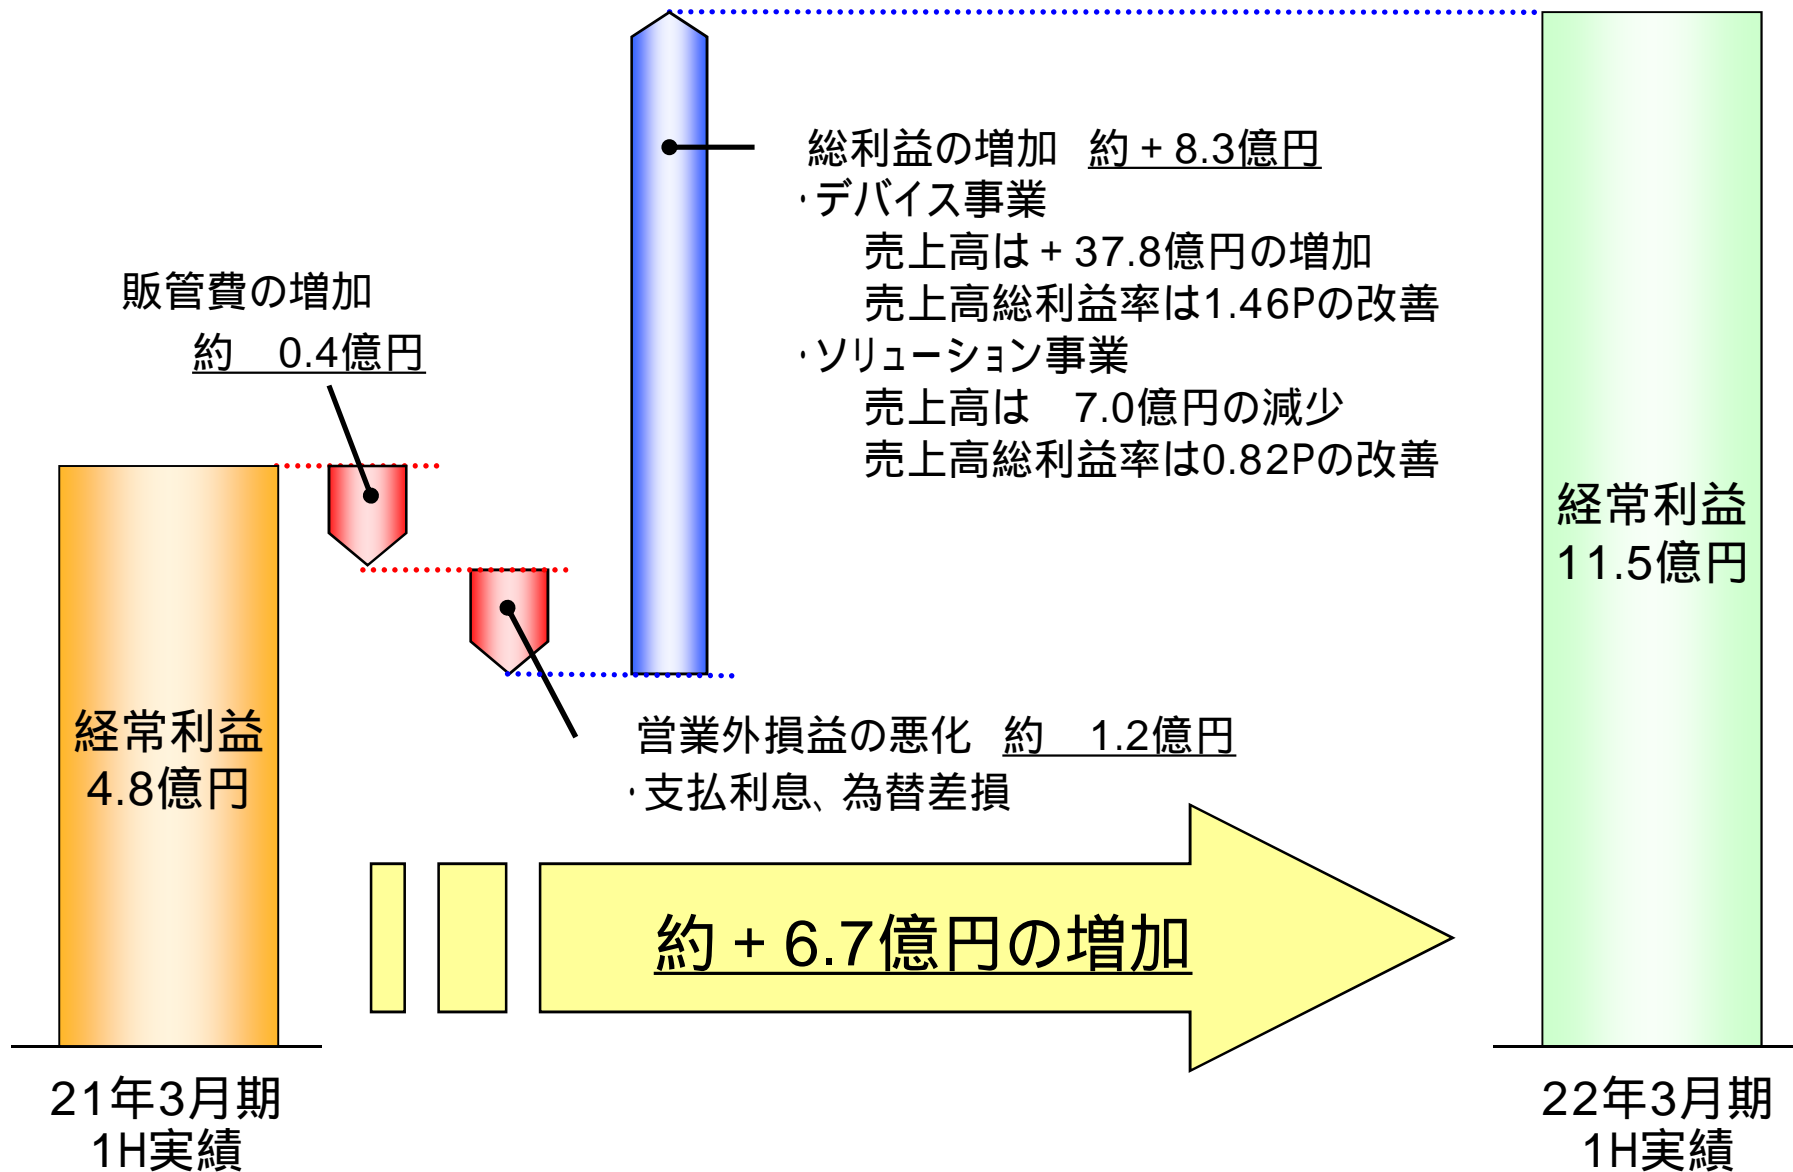 総利益の増加 約+8.3億円
・デバイス事業
売上高は+37.8億円の増加
売上高総利益率は1.46Pの改善
・ソリューション事業
売上高は 7.0億円の減少
売上高総利益率は0.82Pの改善
販管費の増加
約 0.4億円
経常利益
4.8億円
営業外損益の悪化 約 1.2億円
・支払利息、為替差損
約+6.7億円の増加
経常利益
11.5億円
21年3月期
1H実績
22年3月期
1H実績